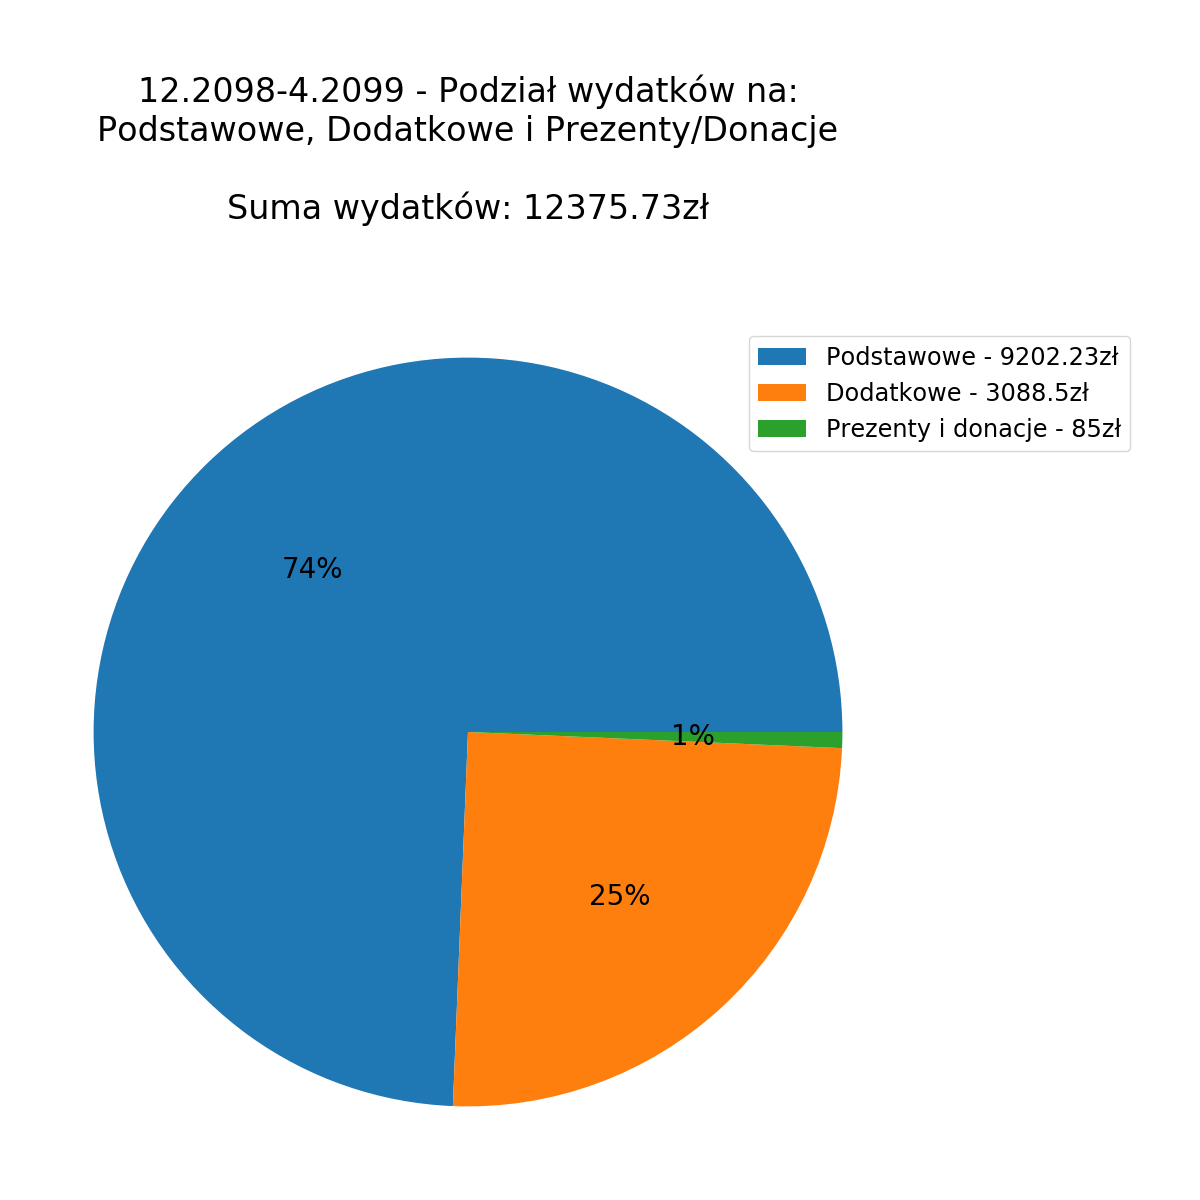 12.2098-4.2099 - Podział wydatków na:
Podstawowe, Dodatkowe i Prezenty/Donacje
Suma wydatków: 12375.73zł
Podstawowe - 9202.23zł
Dodatkowe - 3088.5zł
Prezenty i donacje - 85zł
74%
1%
25%